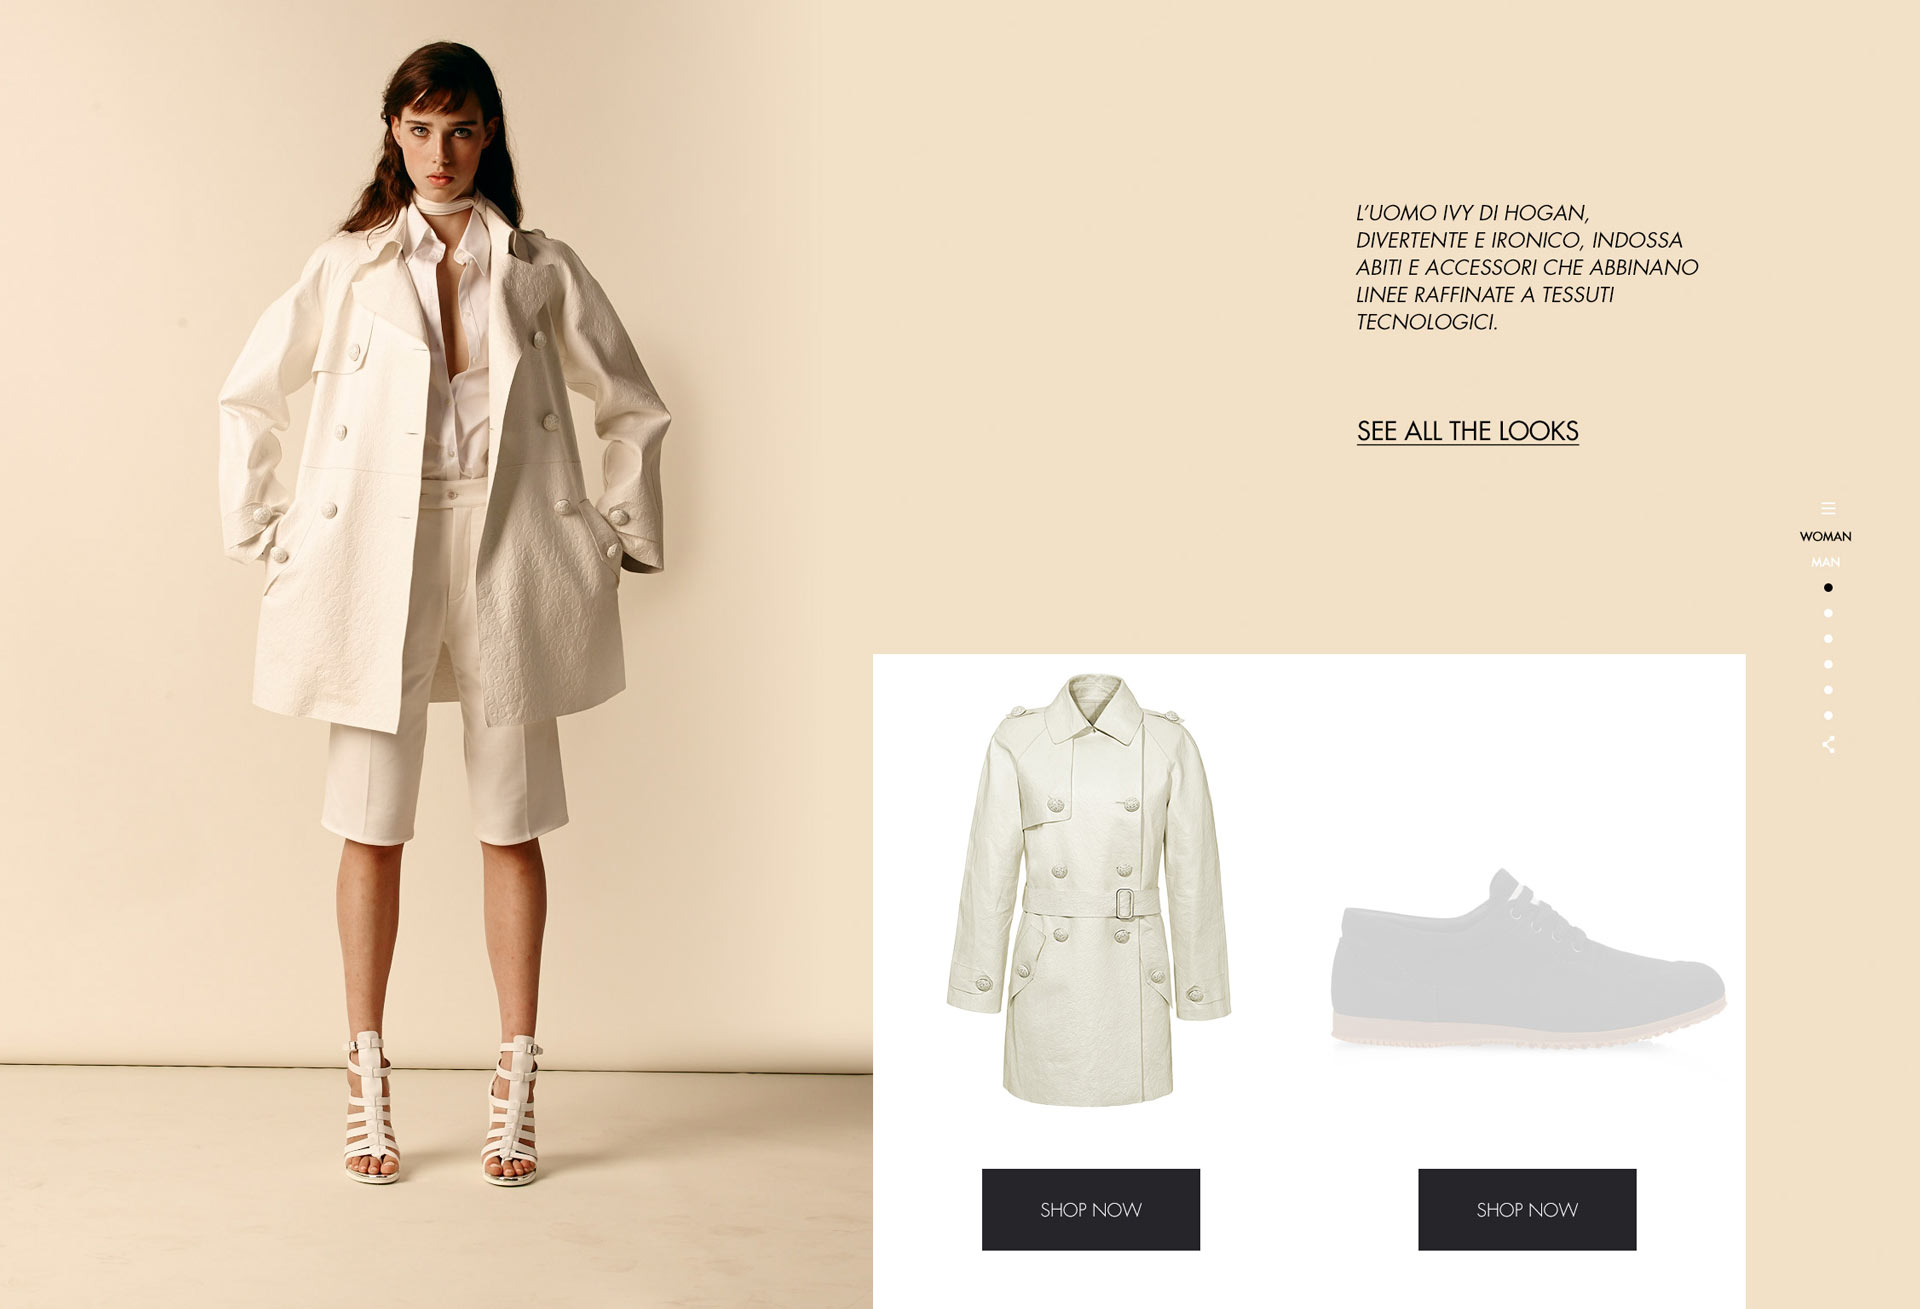 L'UOMO IVY DI HOGAN,
DIVERTENTE E IRONICO, INDOSSA
ABITI E ACCESSORI CHE ABBINANO
LINEE RAFFINATE A TESSUTI
TECNOLOGICI.
SEE ALL THE LOOKS
WOMAN
MAN
SHOP NOW
SHOP NOW